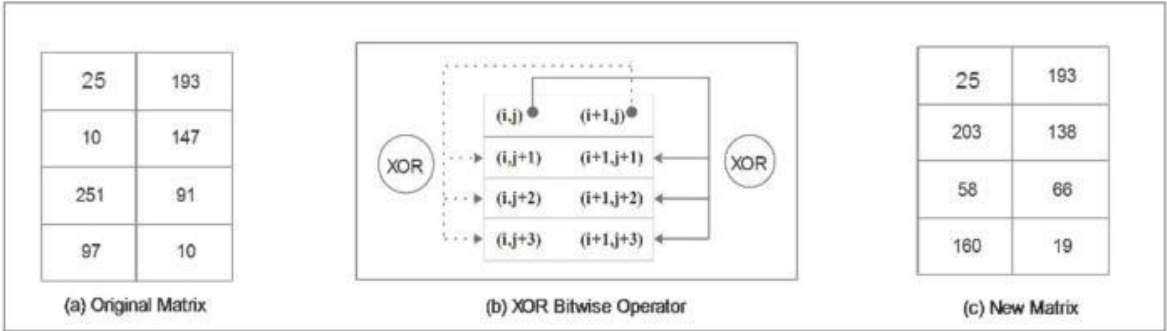 25 193
10 147
251 91
97 10
(a) Original Matrix
(i,j) (i+1,j)
XOR (i,j+1) (i+1,j+1) XOR
(i,j+2) (i+1,j+2)
(i,j+3) (i+1,j+3)
(b) XOR Bitwise Operator
25 193
203 138
58 66
160 19
(c) New Matrix